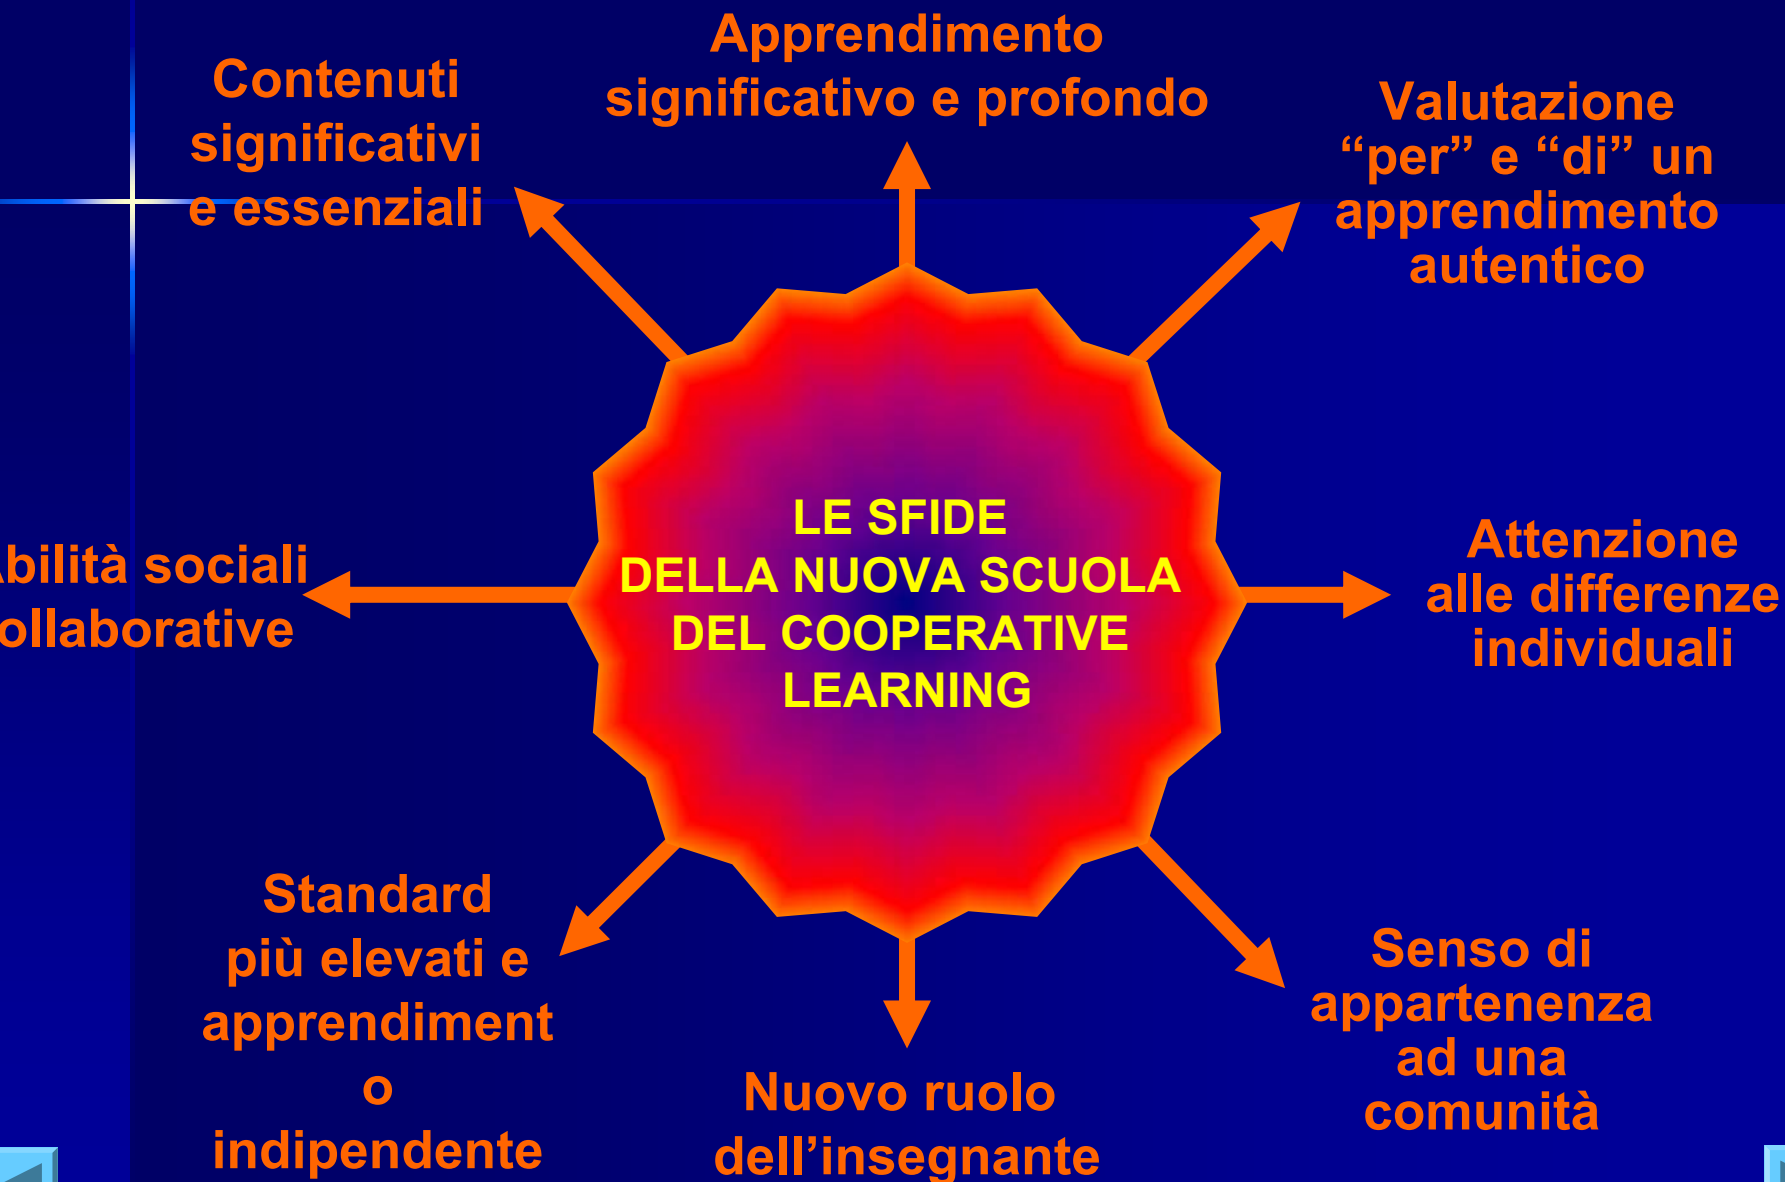 Apprendimento
significativo e profondo
Contenuti
significativi
e essenziali
Valutazione
“per” e “di” un
apprendimento
autentico
LE SFIDE
DELLA NUOVA SCUOLA
DEL COOPERATIVE
LEARNING
bilità sociali
ollaborative
Attenzione
alle differenze
individuali
Standard
più elevati e
apprendiment
o
indipendente
Nuovo ruolo
dell’insegnante
Senso di
appartenenza
ad una
comunità